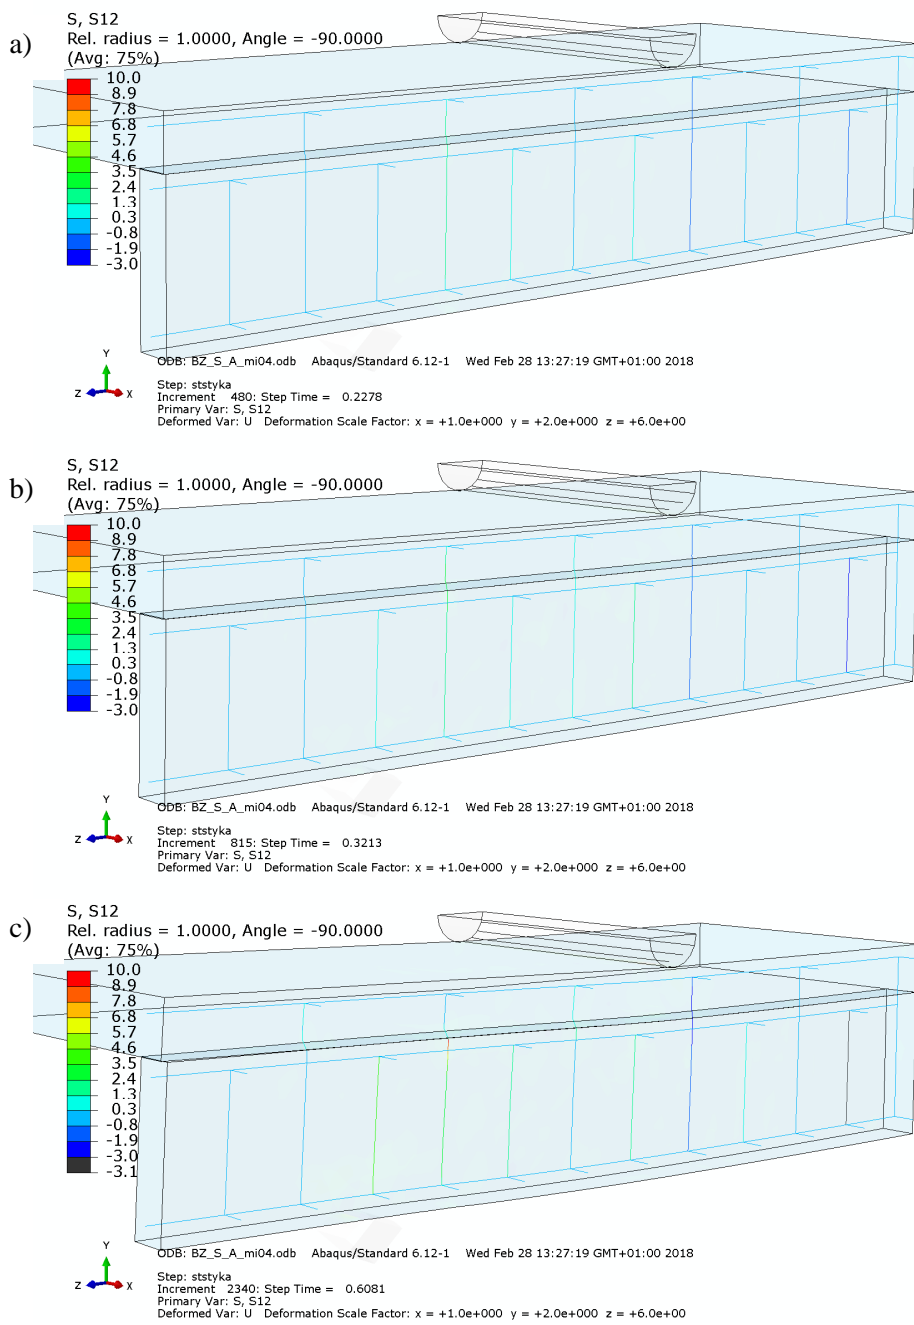 a)
S, S12
Rel. radius = 1.0000, Angle = -90.0000
(Avg: 75%)
10.0
8.9
7.8
6.8
5.7
4.6
3.5
2.4
1.3
0.3
-0.8
-1.9
-3.0
Y
Z X
ODB: BZ_S_A_mi04.odb Abaqus/Standard 6.12-1 Wed Feb 28 13:27:19 GMT+01:00 2018
Step: ststyka
Increment 480: Step Time = 0.2278
Primary Var: S, S12
Deformed Var: U Deformation Scale Factor: x = +1.0e+000 y = +2.0e+000 z = +6.0e+00
b)
S, S12
Rel. radius = 1.0000, Angle = -90.0000
(Avg: 75%)
10.0
8.9
7.8
6.8
5.7
4.6
3.5
2.4
1.3
0.3
-0.8
-1.9
-3.0
Y
Z X
ODB: BZ_S_A_mi04.odb Abaqus/Standard 6.12-1 Wed Feb 28 13:27:19 GMT+01:00 2018
Step: ststyka
Increment 815: Step Time = 0.3213
Primary Var: S, S12
Deformed Var: U Deformation Scale Factor: x = +1.0e+000 y = +2.0e+000 z = +6.0e+00
c)
S, S12
Rel. radius = 1.0000, Angle = -90.0000
(Avg: 75%)
10.0
8.9
7.8
6.8
5.7
4.6
3.5
2.4
1.3
0.3
-0.8
-1.9
-3.0
-3.1
Y
Z X
ODB: BZ_S_A_mi04.odb Abaqus/Standard 6.12-1 Wed Feb 28 13:27:19 GMT+01:00 2018
Step: ststyka
Increment 2340: Step Time = 0.6081
Primary Var: S, S12
Deformed Var: U Deformation Scale Factor: x = +1.0e+000 y = +2.0e+000 z = +6.0e+00